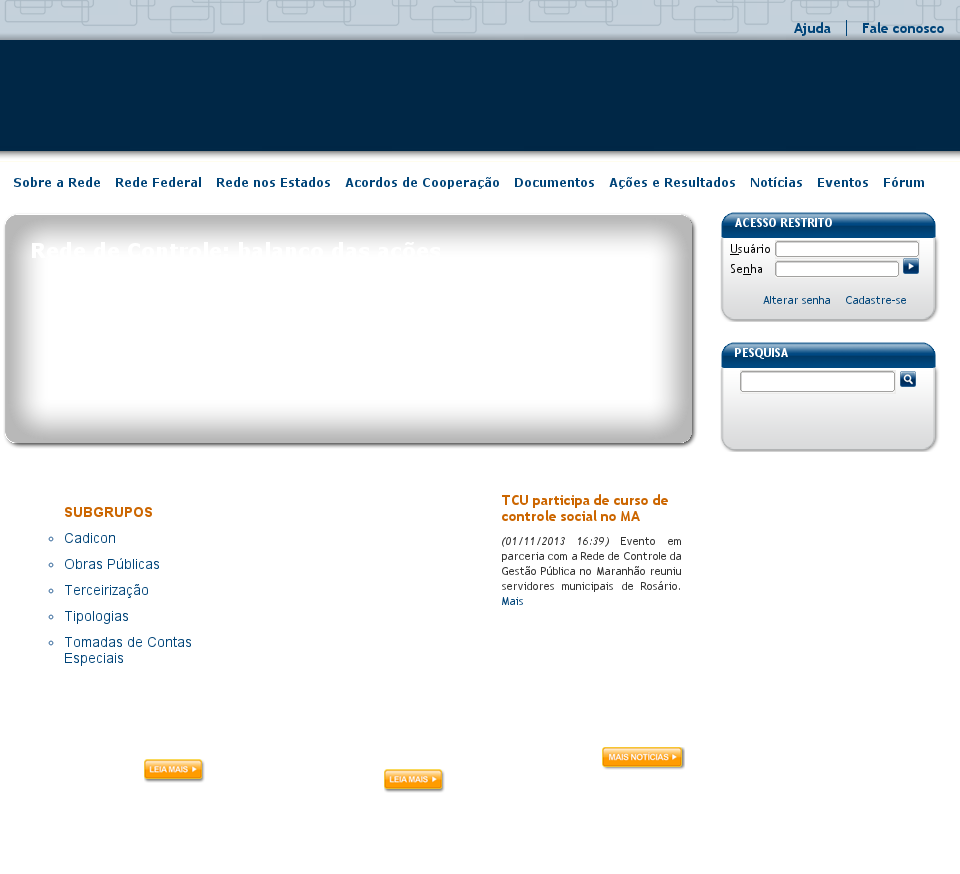 Ajuda
Fale conosco
Sobre a Rede
Rede Federal
Rede nos Estados
Acordos de Cooperação
Documentos
Ações e Resultados
Notícias
Eventos
Fórum
Rede de Controle: balanço das ações
ACESSO RESTRITO
Usuário
Senha
Alterar senha
Cadastre-se
PESQUISA
SUBGRUPOS
Cadicon
Obras Públicas
Terceirização
Tipologias
Tomadas de Contas
Especiais
LEIA MAIS
LEIA MAIS
TCU participa de curso de
controle social no MA
(01/11/2013 16:39) Evento em
parceria com a Rede de Controle da
Gestão Pública no Maranhão reuniu
servidores municipais de Rosário.
Mais
MAIS NOTÍCIAS